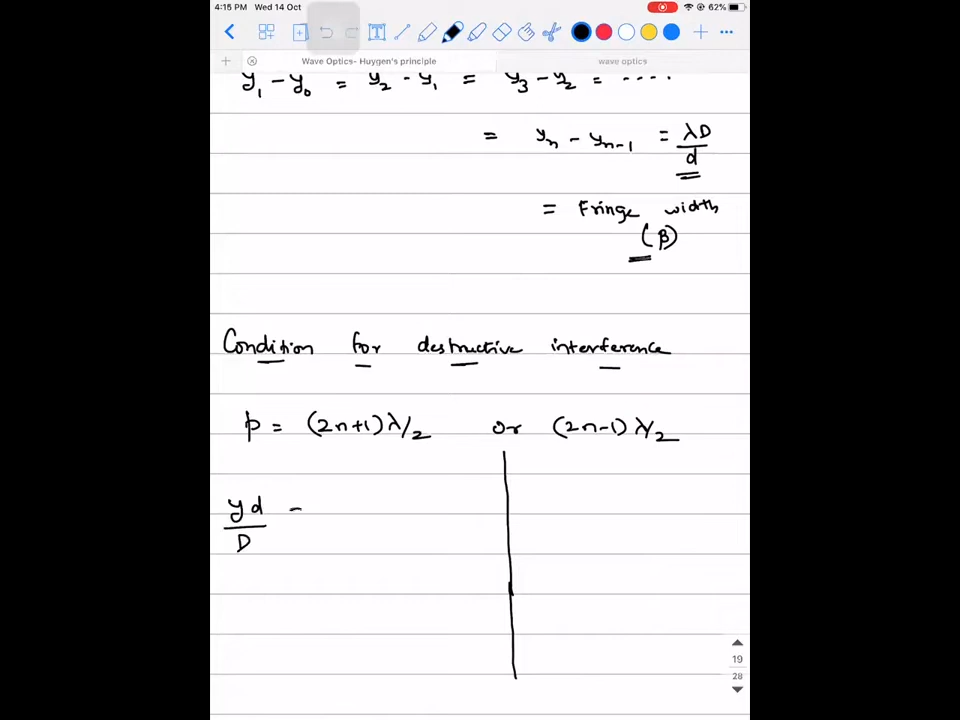 4:15 PM Wed 14 Oct 62%
Wave Optics- Huygen's principle wave optics
y₁ - y₀ = y₂ - y₁ = y₃ - y₂ = ....
= yₙ - yₙ₋₁ = λD/d
= Fringe width
(β)
Condition for destructive interference
p = (2n+1)λ/2 or (2n-1)λ/2
yd/D =
19
28